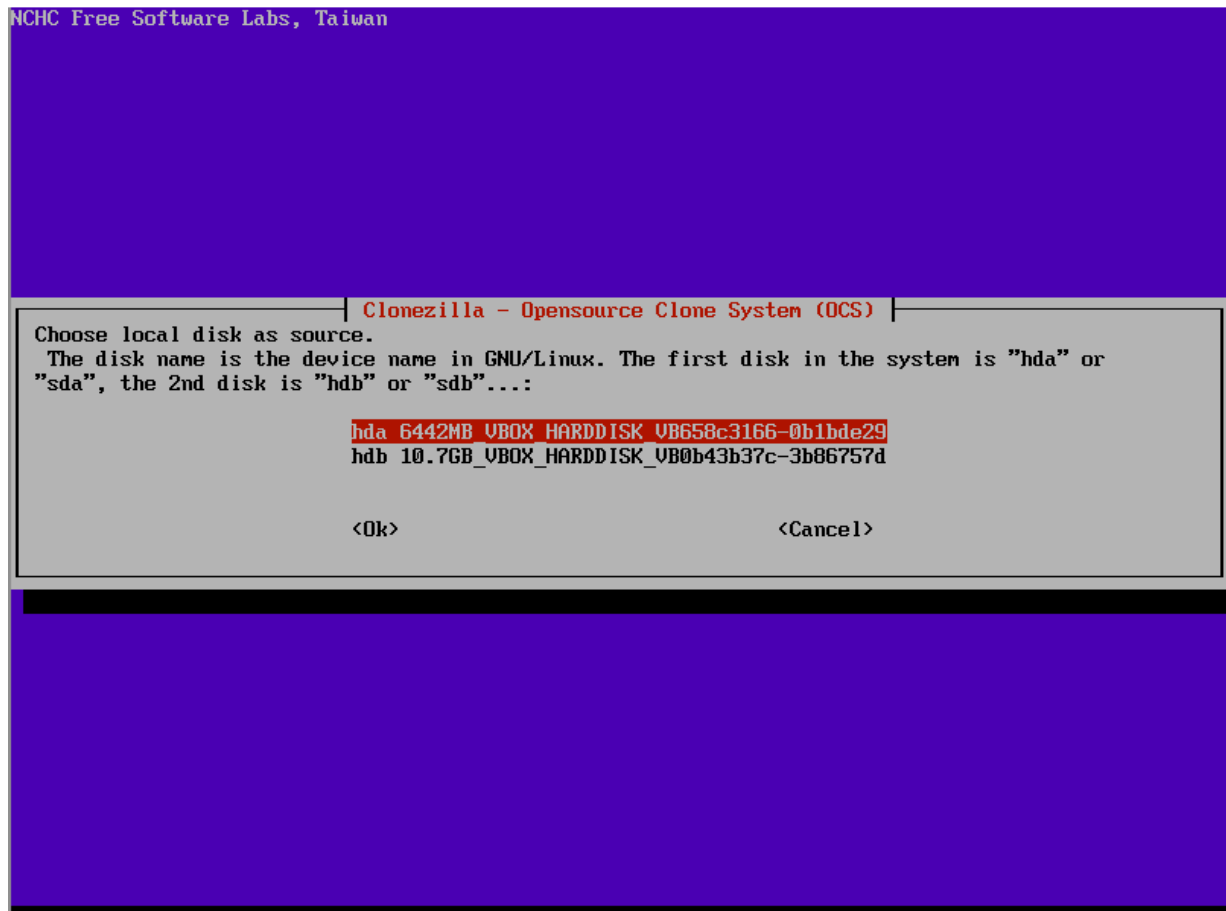 NCHC Free Software Labs, Taiwan
Clonezilla - Opensource Clone System (OCS)
Choose local disk as source.
The disk name is the device name in GNU/Linux. The first disk in the system is "hda" or
"sda", the 2nd disk is "hdb" or "sdb"...:
hda 6442MB_VBOX_HARDDISK_VB658c3166-0b1bde29
hdb 10.7GB_VBOX_HARDDISK_VB0b43b37c-3b86757d
<Ok> <Cancel>